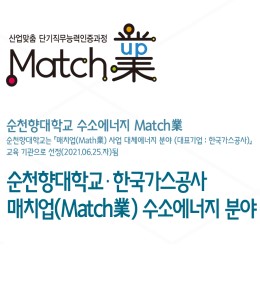 산업맞춤 단기직무능력인증과정
Match業
up
순천향대학교 수소에너지 Match業
순천향대학교는 「매치업(Math業) 사업 대체에너지 분야 (대표기업 : 한국가스공사)」
교육 기관으로 선정(2021.06.25.자)됨
순천향대학교·한국가스공사
매치업(Match業) 수소에너지 분야